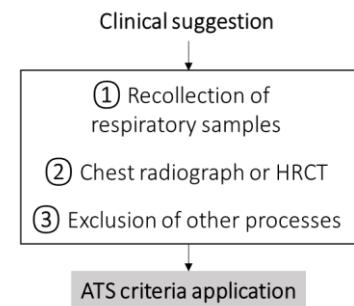 Clinical suggestion
① Recollection of
respiratory samples
② Chest radiograph or HRCT
③ Exclusion of other processes
ATS criteria application